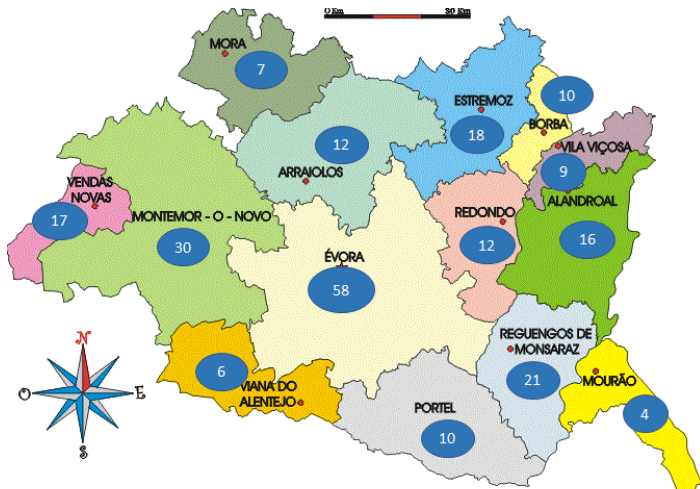 0 Km 30 Km
MORA
7
ESTREMOZ
18
10
BORBA
12
ARRAIOLOS
VILA VIÇOSA
9
ALANDROAL
16
VENDAS
NOVAS
17
MONTEMOR - O - NOVO
30
REDONDO
12
ÉVORA
58
REGUENGOS DE
MONSARAZ
21
MOURÃO
4
6
VIANA DO
ALENTEJO
PORTEL
10
N
O
E
S